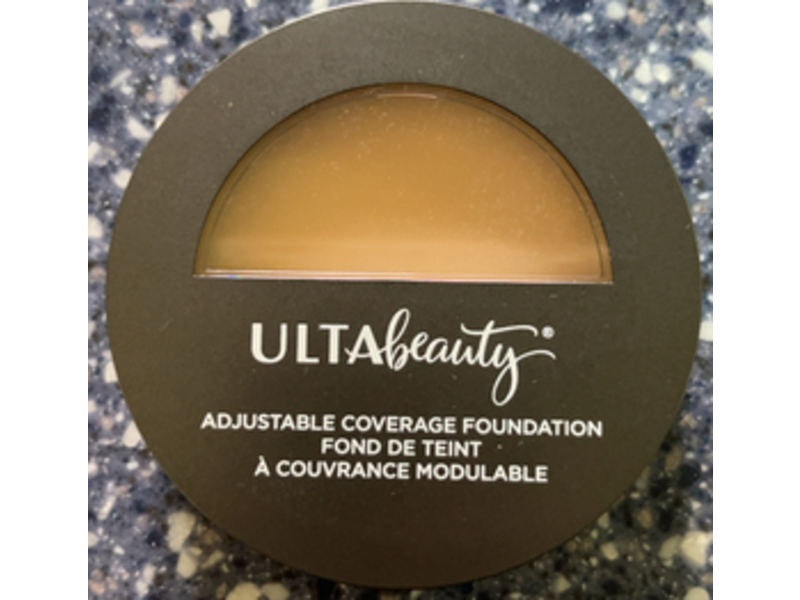 ULTAbeauty®
ADJUSTABLE COVERAGE FOUNDATION
FOND DE TEINT
À COUVRANCE MODULABLE